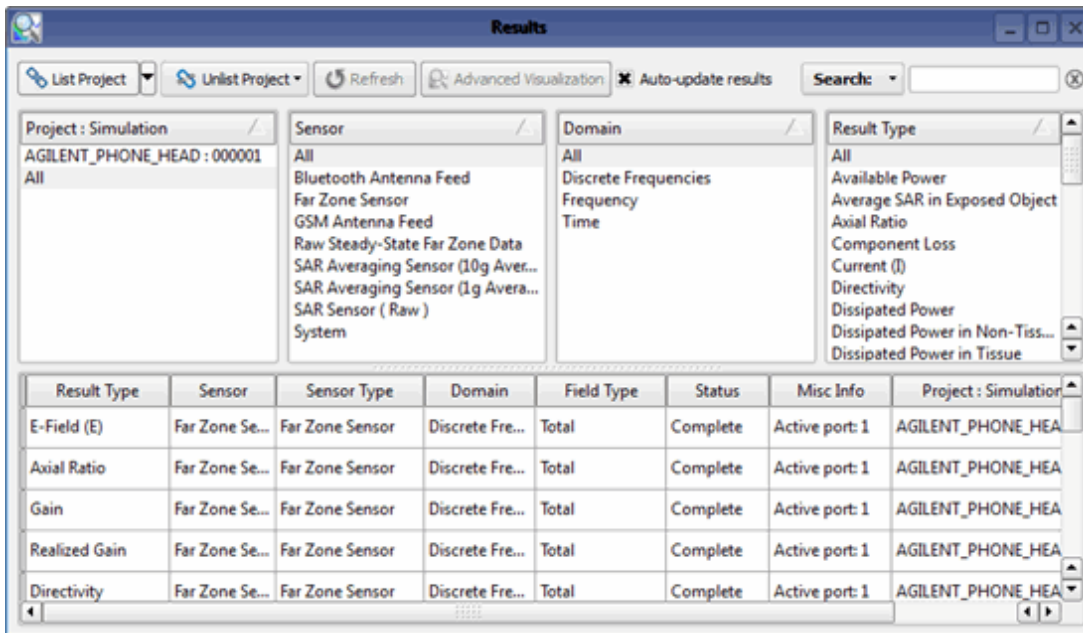 Results
List Project Unlist Project Refresh Advanced Visualization Auto-update results Search:
Project : Simulation
AGILENT_PHONE_HEAD : 000001
All
Sensor
All
Bluetooth Antenna Feed
Far Zone Sensor
GSM Antenna Feed
Raw Steady-State Far Zone Data
SAR Averaging Sensor (10g Aver...
SAR Averaging Sensor (1g Avera...
SAR Sensor ( Raw )
System
Domain
All
Discrete Frequencies
Frequency
Time
Result Type
All
Available Power
Average SAR in Exposed Object
Axial Ratio
Component Loss
Current (I)
Directivity
Dissipated Power
Dissipated Power in Non-Tiss...
Dissipated Power in Tissue
Result Type Sensor Sensor Type Domain Field Type Status Misc Info Project : Simulation
E-Field (E) Far Zone Se... Far Zone Sensor Discrete Fre... Total Complete Active port: 1 AGILENT_PHONE_HEA
Axial Ratio Far Zone Se... Far Zone Sensor Discrete Fre... Total Complete Active port: 1 AGILENT_PHONE_HEA
Gain Far Zone Se... Far Zone Sensor Discrete Fre... Total Complete Active port: 1 AGILENT_PHONE_HEA
Realized Gain Far Zone Se... Far Zone Sensor Discrete Fre... Total Complete Active port: 1 AGILENT_PHONE_HEA
Directivity Far Zone Se... Far Zone Sensor Discrete Fre... Total Complete Active port: 1 AGILENT_PHONE_HEA